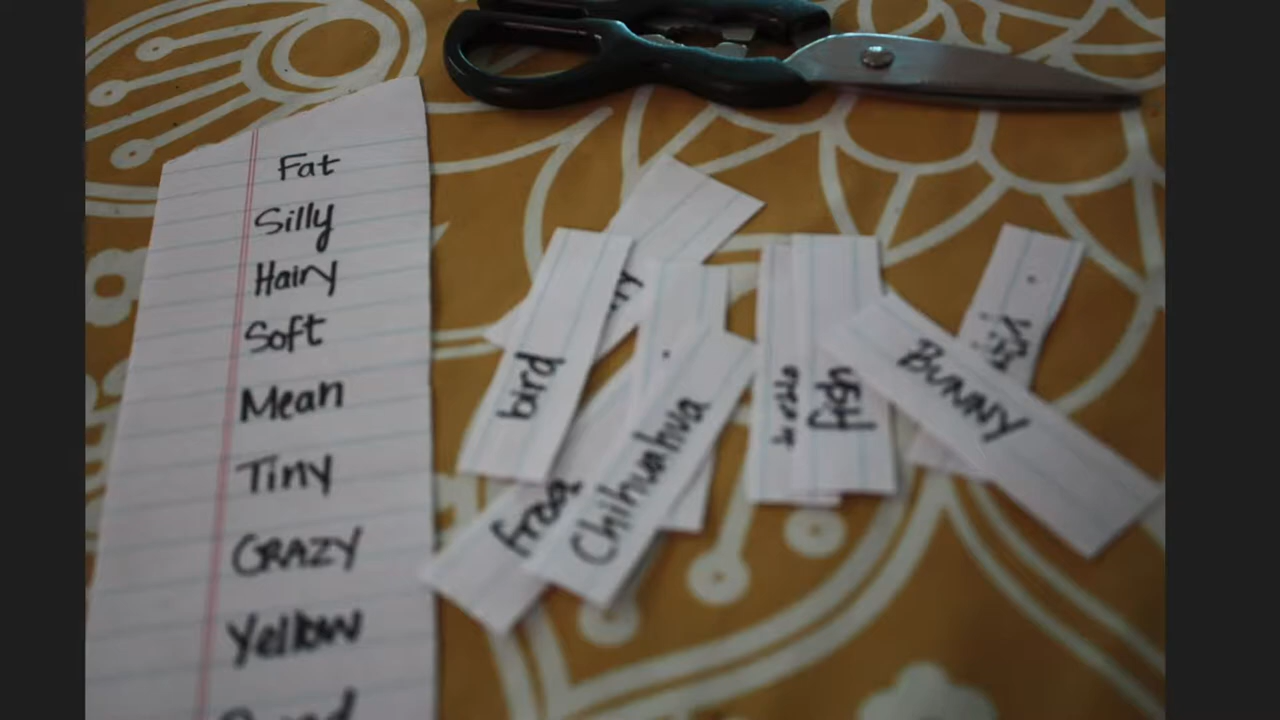 Fat
Silly
Hairy
Soft
Mean
Tiny
CRAZY
Yellow
bird
frog
Chihuahua
fish
BUNNY